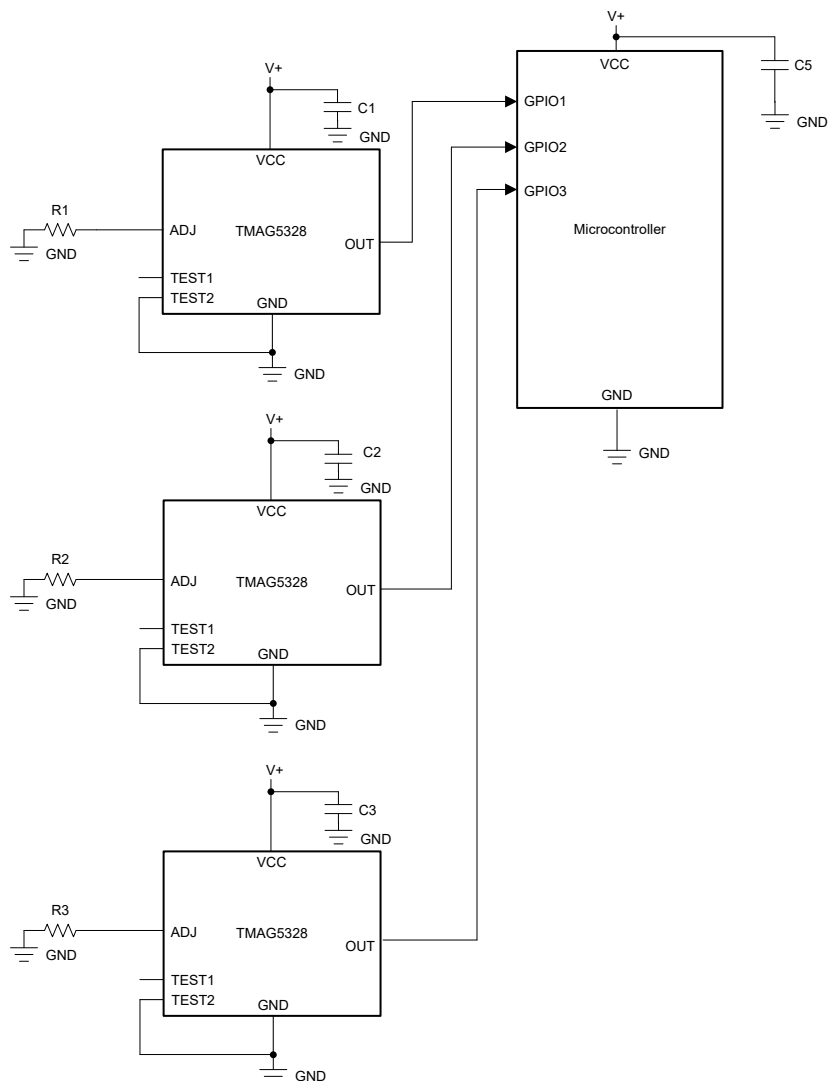 V+
VCC
C5
GND
GPIO1
GPIO2
GPIO3
Microcontroller
GND
GND
V+
C1
GND
VCC
R1
GND
ADJ
TMAG5328
OUT
TEST1
TEST2
GND
GND
V+
C2
GND
VCC
R2
GND
ADJ
TMAG5328
OUT
TEST1
TEST2
GND
GND
V+
C3
GND
VCC
R3
GND
ADJ
TMAG5328
OUT
TEST1
TEST2
GND
GND